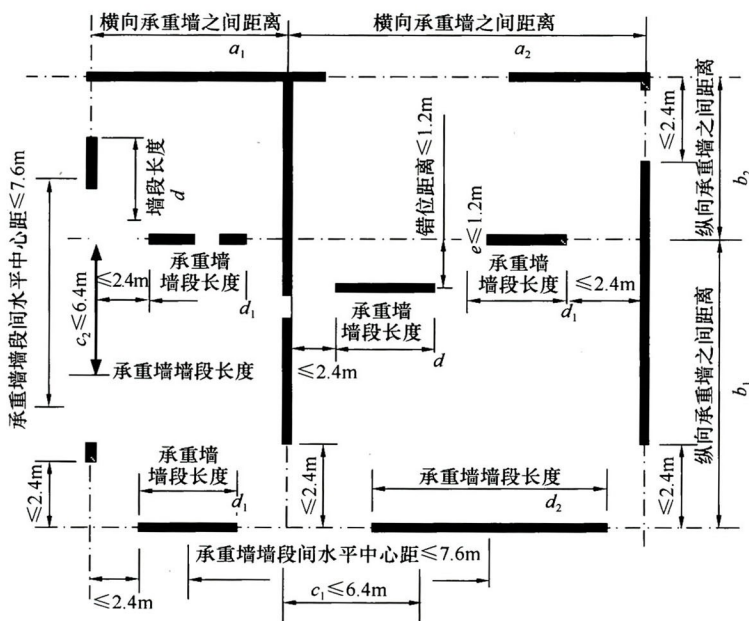 横向承重墙之间距离
横向承重墙之间距离
a₁
a₂
≤2.4m
纵向承重墙之间距离
b₂
墙段长度
d
错位距离≤1.2m
承重墙墙段间水平中心距≤7.6m
e≤1.2m
c₂≤6.4m
≤2.4m
承重墙
墙段长度
d₁
承重墙
墙段长度
d₁
≤2.4m
承重墙
墙段长度
d
≤2.4m
承重墙墙段长度
纵向承重墙之间距离
b₁
≤2.4m
承重墙
墙段长度
d₁
≤2.4m
承重墙墙段长度
d₂
≤2.4m
承重墙墙段间水平中心距≤7.6m
≤2.4m
c₁≤6.4m